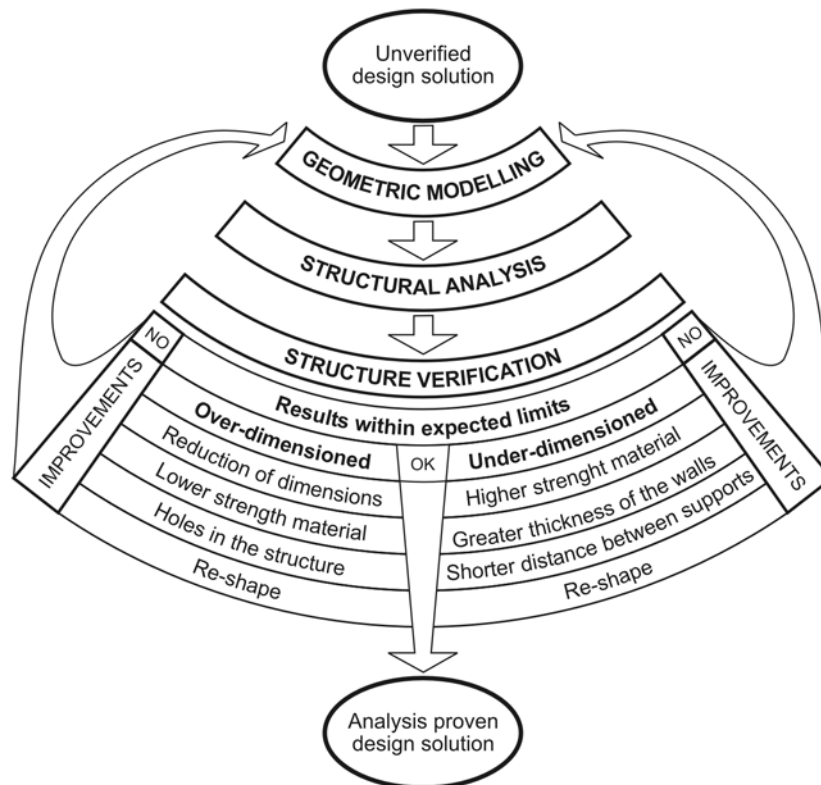 Unverified
design solution
GEOMETRIC MODELLING
STRUCTURAL ANALYSIS
STRUCTURE VERIFICATION
NO
NO
IMPROVEMENTS
IMPROVEMENTS
Results within expected limits
Over-dimensioned
OK
Under-dimensioned
Reduction of dimensions
Higher strenght material
Lower strength material
Greater thickness of the walls
Holes in the structure
Shorter distance between supports
Re-shape
Re-shape
Analysis proven
design solution